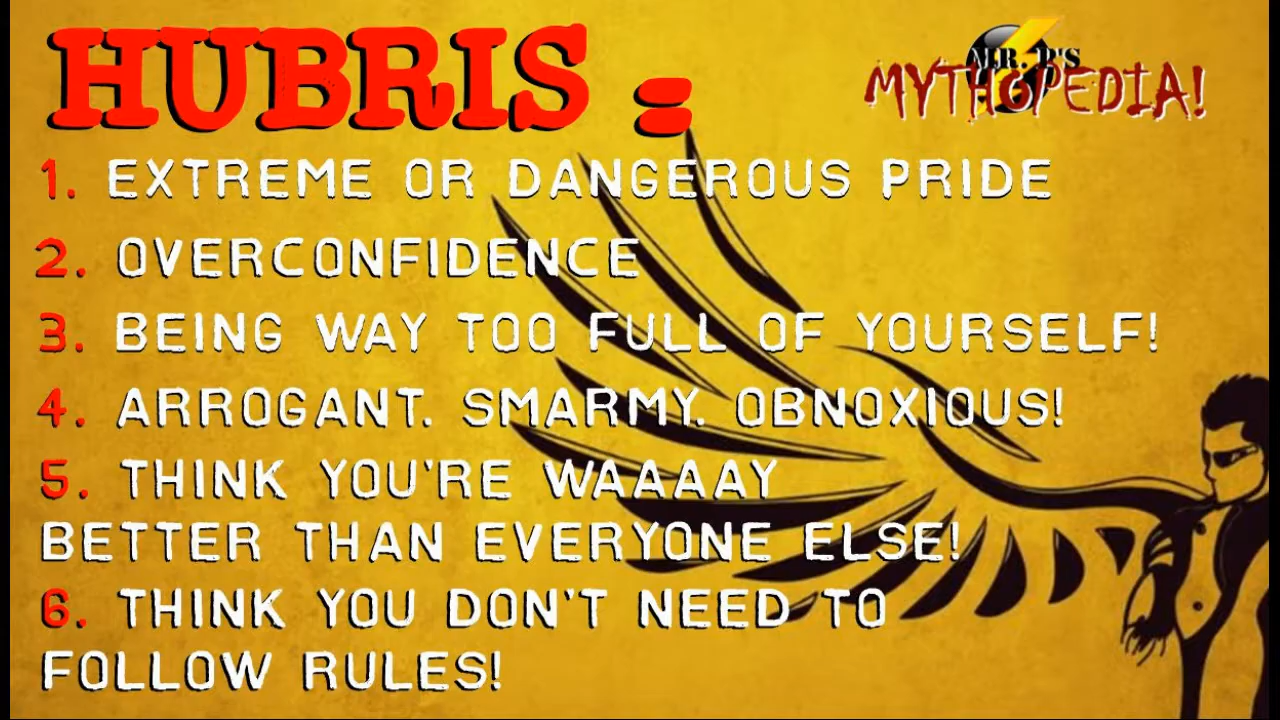 HUBRIS =
MR. P'S
MYTHOPEDIA!
1. EXTREME OR DANGEROUS PRIDE
2. OVERCONFIDENCE
3. BEING WAY TOO FULL OF YOURSELF!
4. ARROGANT. SMARMY. OBNOXIOUS!
5. THINK YOU'RE WAAAAY
BETTER THAN EVERYONE ELSE!
6. THINK YOU DON'T NEED TO
FOLLOW RULES!